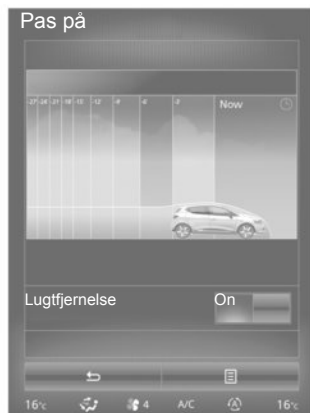 Pas på
-27 -24 -21 -18 -15 -12 -9 -6 -3 Now
Lugtfjernelse On
16°c 4 A/C 16°c